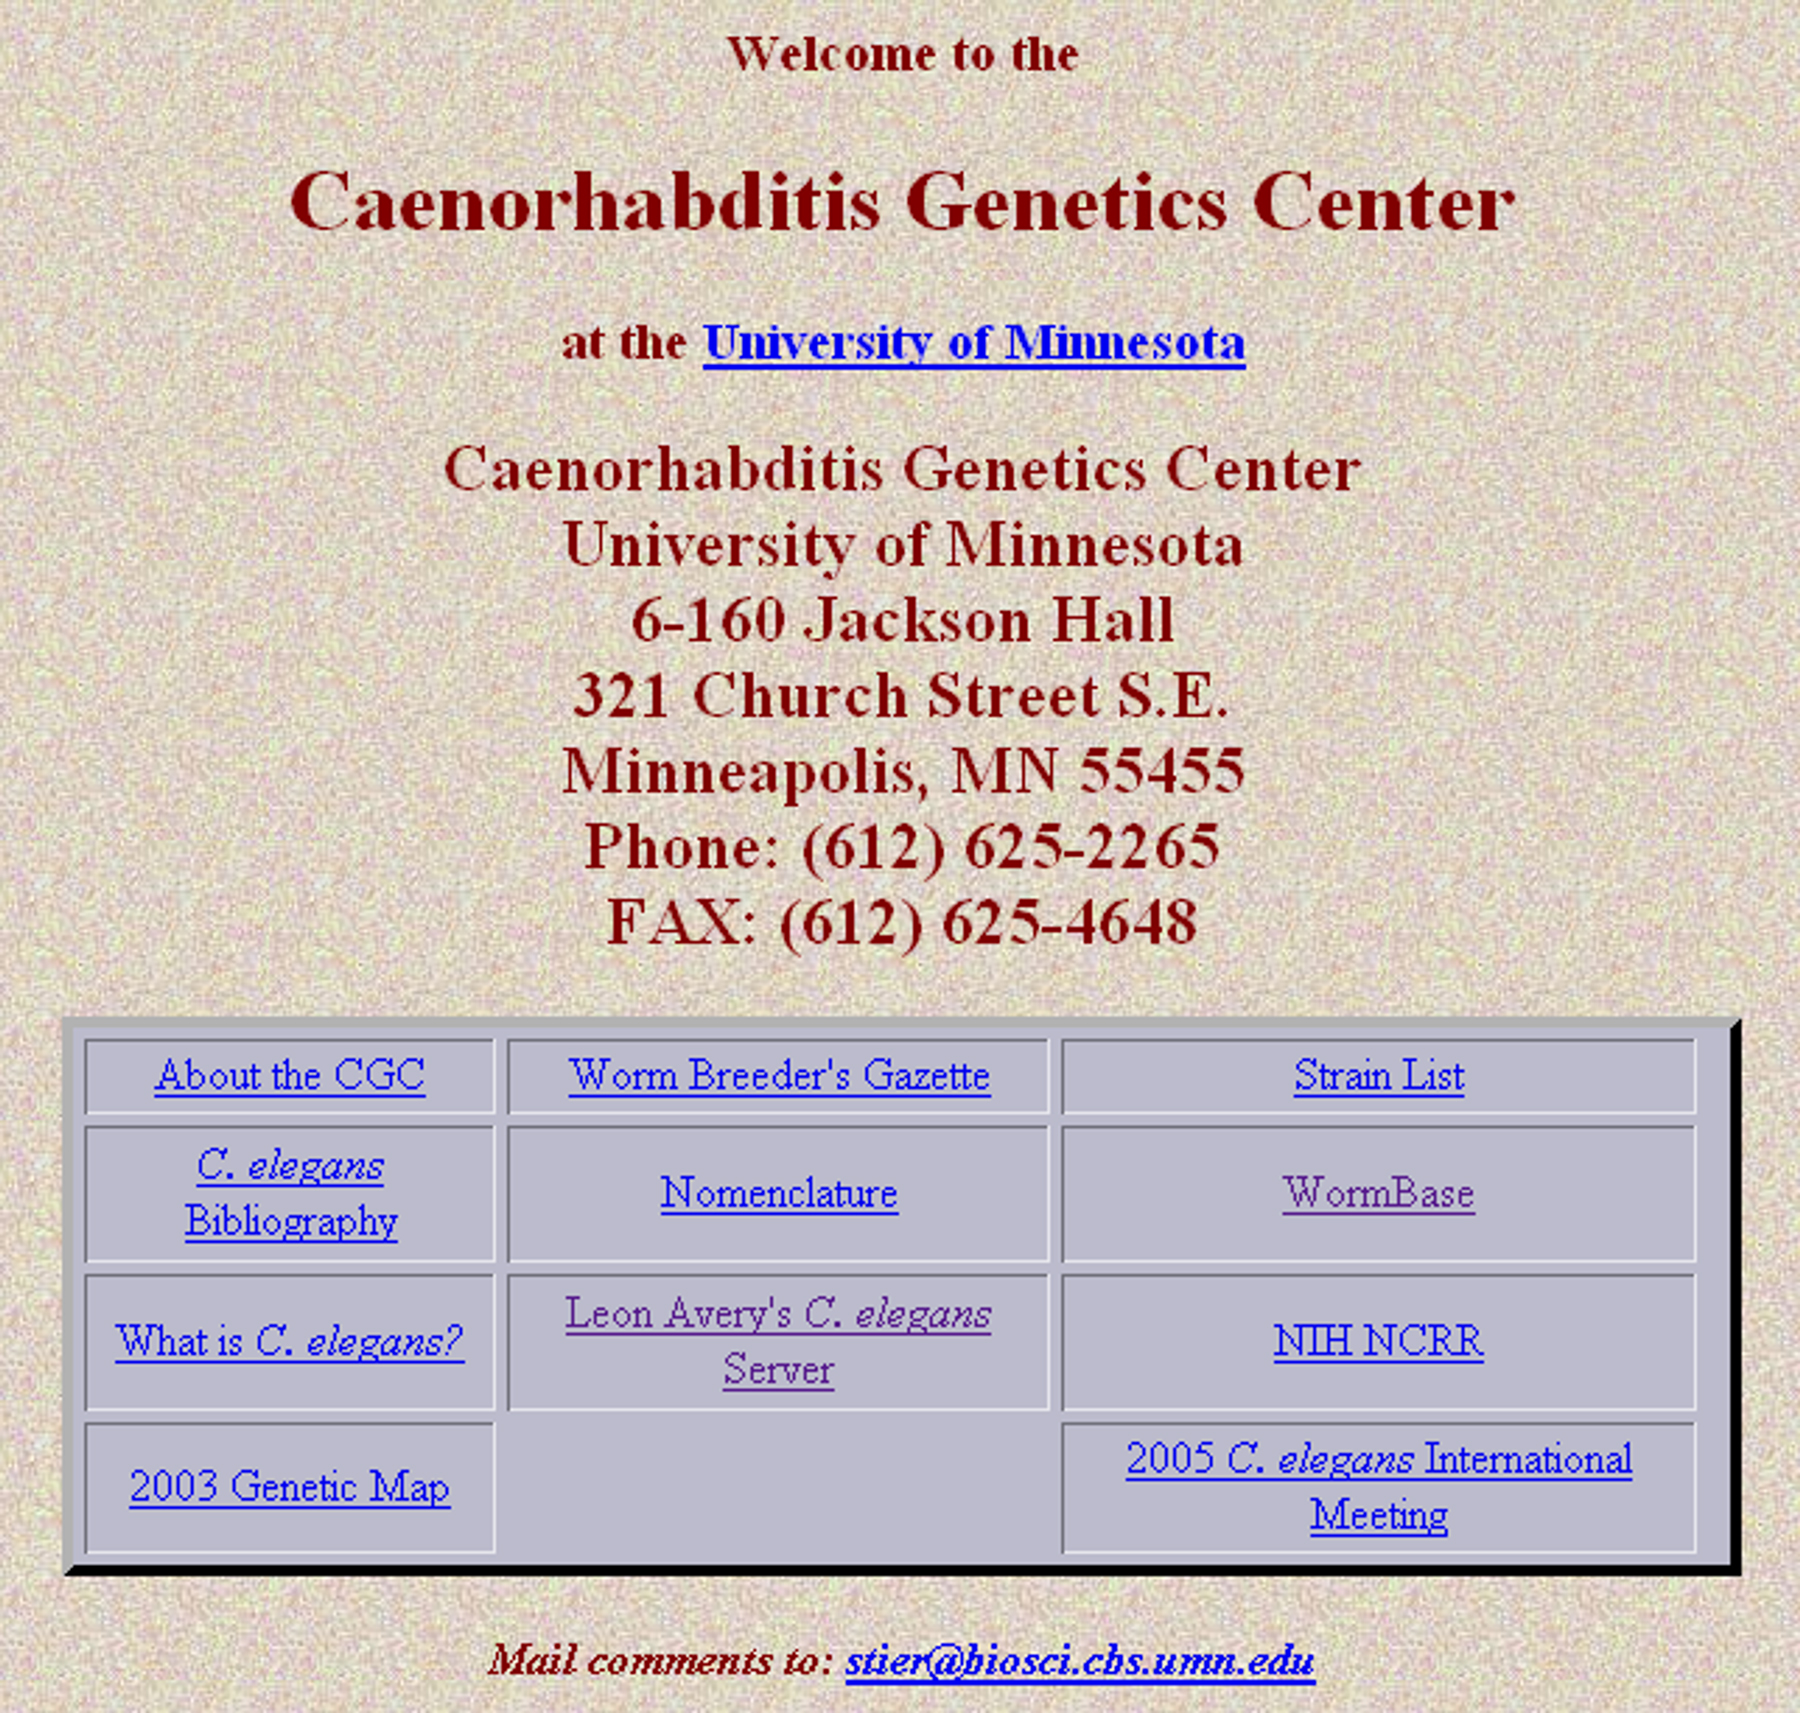 Welcome to the
Caenorhabditis Genetics Center
at the University of Minnesota
Caenorhabditis Genetics Center
University of Minnesota
6-160 Jackson Hall
321 Church Street S.E.
Minneapolis, MN 55455
Phone: (612) 625-2265
FAX: (612) 625-4648
About the CGC
Worm Breeder's Gazette
Strain List
C. elegans
Bibliography
Nomenclature
WormBase
What is C. elegans?
Leon Avery's C. elegans
Server
NIH NCRR
2003 Genetic Map
2005 C. elegans International
Meeting
Mail comments to: stier@biosci.cbs.umn.edu